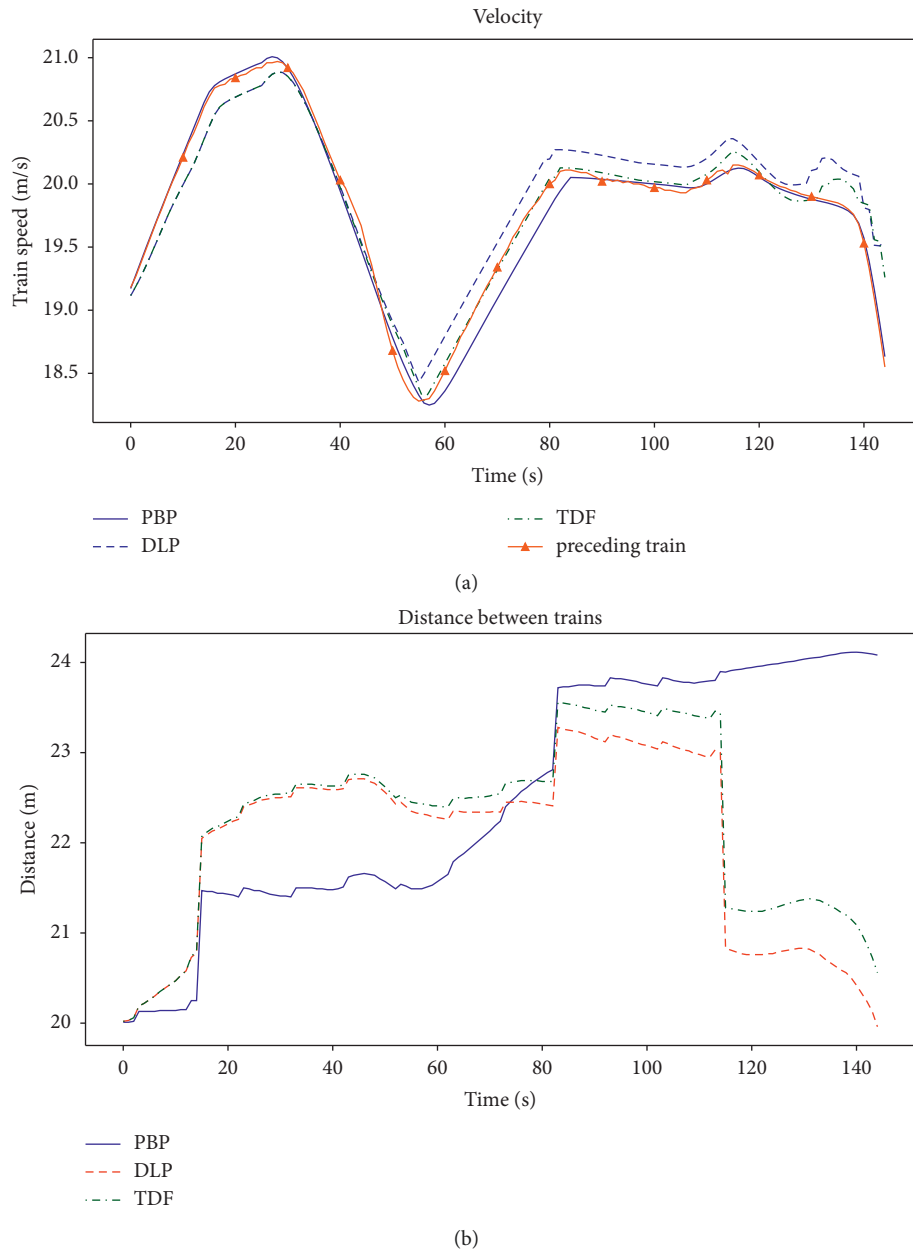 Velocity
21.0
20.5
20.0
19.5
19.0
18.5
Train speed (m/s)
0 20 40 60 80 100 120 140
Time (s)
PBP TDF
DLP preceding train
(a)
Distance between trains
24
23
22
21
20
Distance (m)
0 20 40 60 80 100 120 140
Time (s)
PBP
DLP
TDF
(b)